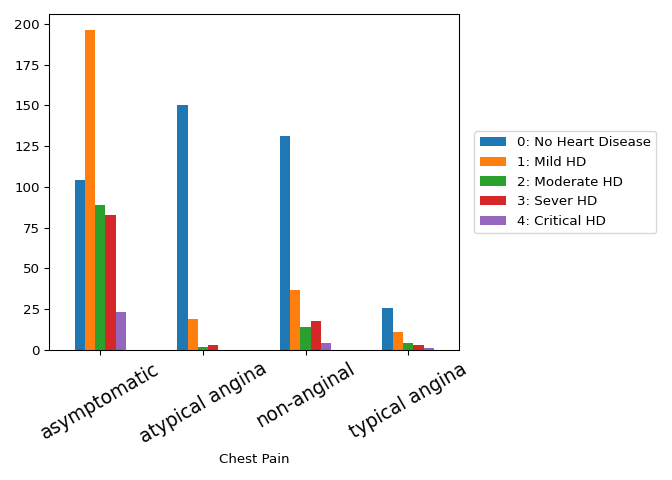 200
175
150
125
100
75
50
25
0
asymptomatic
atypical angina
non-anginal
typical angina
Chest Pain
0: No Heart Disease
1: Mild HD
2: Moderate HD
3: Sever HD
4: Critical HD